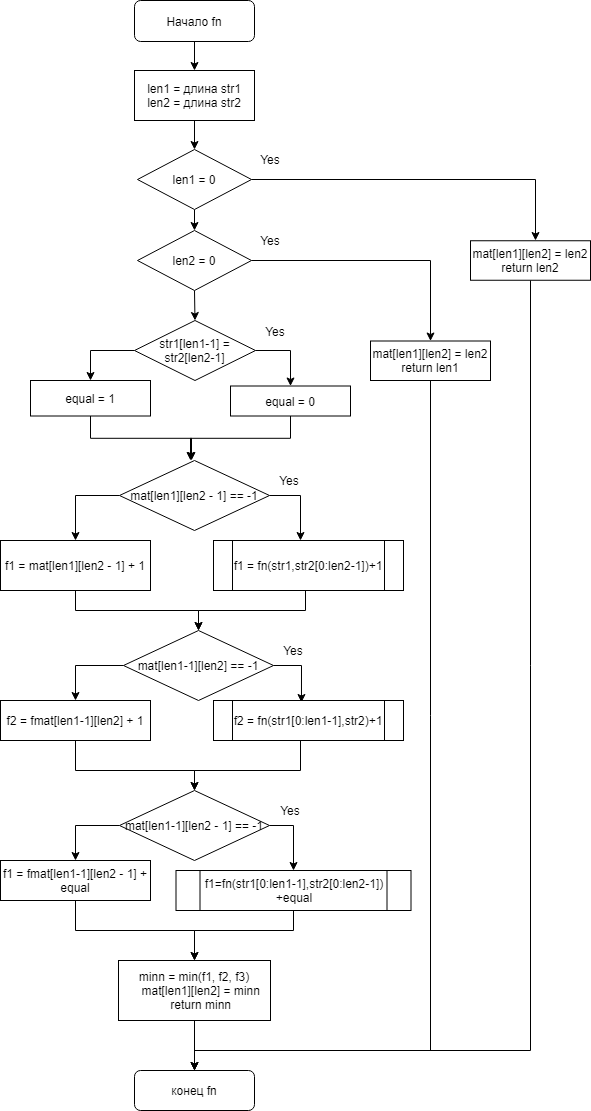 Начало fn
len1 = длина str1
len2 = длина str2
Yes
len1 = 0
Yes
len2 = 0
mat[len1][len2] = len2
return len2
Yes
str1[len1-1] =
str2[len2-1]
mat[len1][len2] = len2
return len1
equal = 1
equal = 0
Yes
mat[len1][len2 - 1] == -1
f1 = mat[len1][len2 - 1] + 1
f1 = fn(str1,str2[0:len2-1])+1
Yes
mat[len1-1][len2] == -1
f2 = fmat[len1-1][len2] + 1
f2 = fn(str1[0:len1-1],str2)+1
Yes
mat[len1-1][len2 - 1] == -1
f1 = fmat[len1-1][len2 - 1] +
equal
f1=fn(str1[0:len1-1],str2[0:len2-1])
+equal
minn = min(f1, f2, f3)
mat[len1][len2] = minn
return minn
конец fn